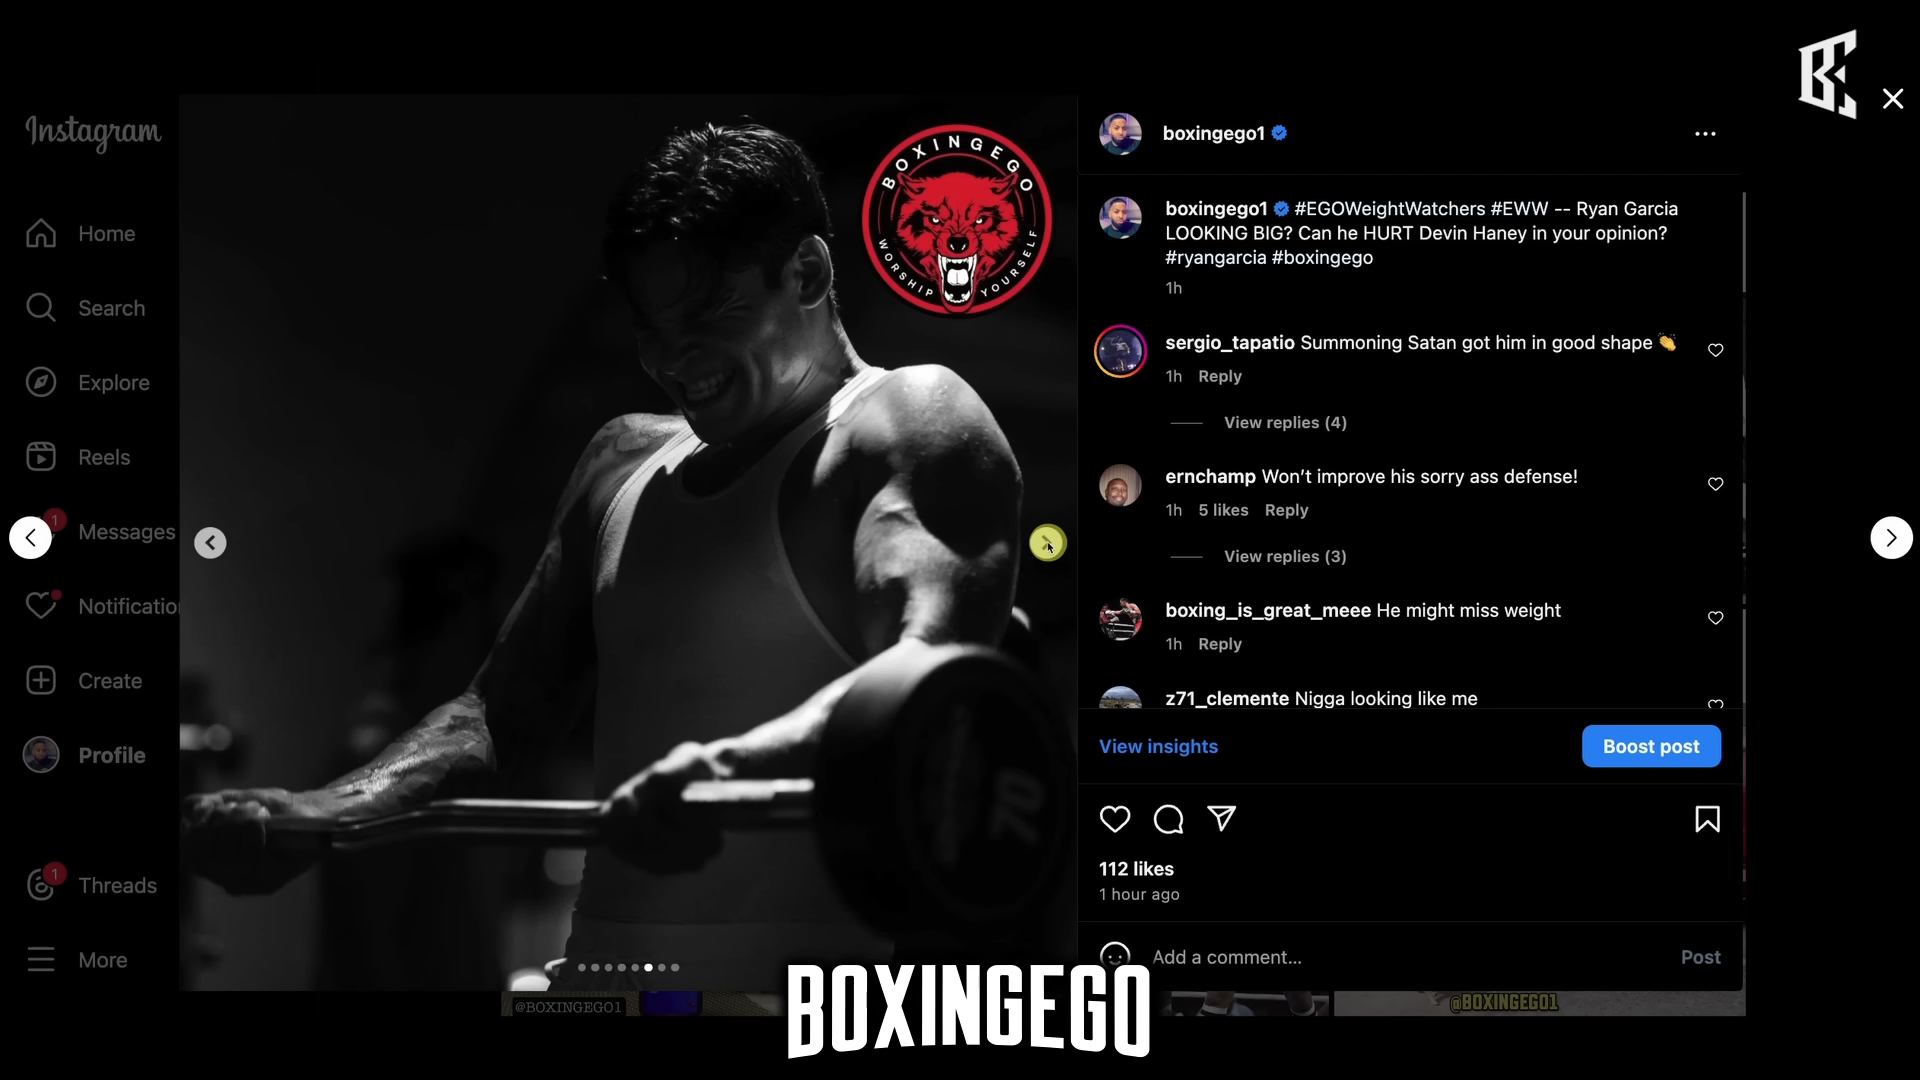 Instagram
Home
Search
Explore
Reels
1
Messages
Notificatio
Create
Profile
1
Threads
More
BOXINGEGO
WORSHIP YOURSELF
70
@BOXINGEGO1
boxingego1
boxingego1 #EGOWeightWatchers #EWW -- Ryan Garcia
LOOKING BIG? Can he HURT Devin Haney in your opinion?
#ryangarcia #boxingego
1h
sergio_tapatio Summoning Satan got him in good shape 👏
1h Reply
View replies (4)
ernchamp Won't improve his sorry ass defense!
1h 5 likes Reply
View replies (3)
boxing_is_great_meee He might miss weight
1h Reply
z71_clemente Nigga looking like me
View insights
Boost post
112 likes
1 hour ago
Add a comment...
Post
@BOXINGEGO1
BOXINGEGO
BE